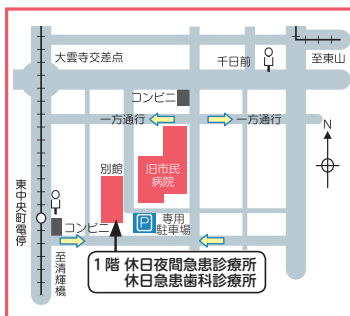 大雲寺交差点
千日前
至東山
コンビニ
一方通行
一方通行
N
別館
旧市民
病院
東中央町電停
コンビニ
P
専用
駐車場
至清輝橋
1階 休日夜間急患診療所
休日急患歯科診療所